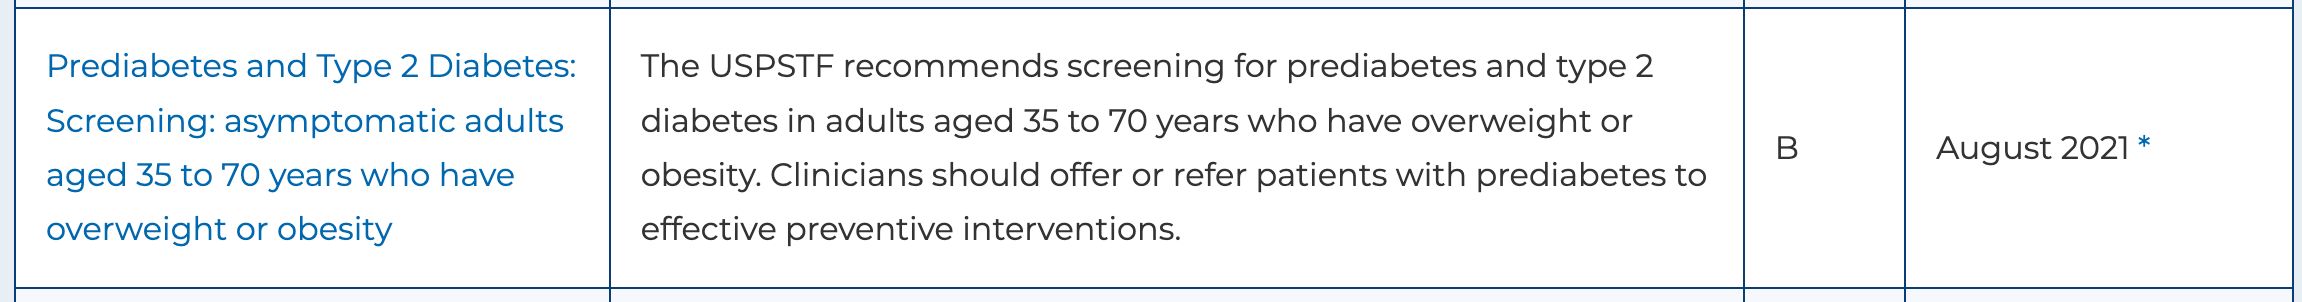 Prediabetes and Type 2 Diabetes:
Screening: asymptomatic adults
aged 35 to 70 years who have
overweight or obesity
The USPSTF recommends screening for prediabetes and type 2
diabetes in adults aged 35 to 70 years who have overweight or
obesity. Clinicians should offer or refer patients with prediabetes to
effective preventive interventions.
B
August 2021 *